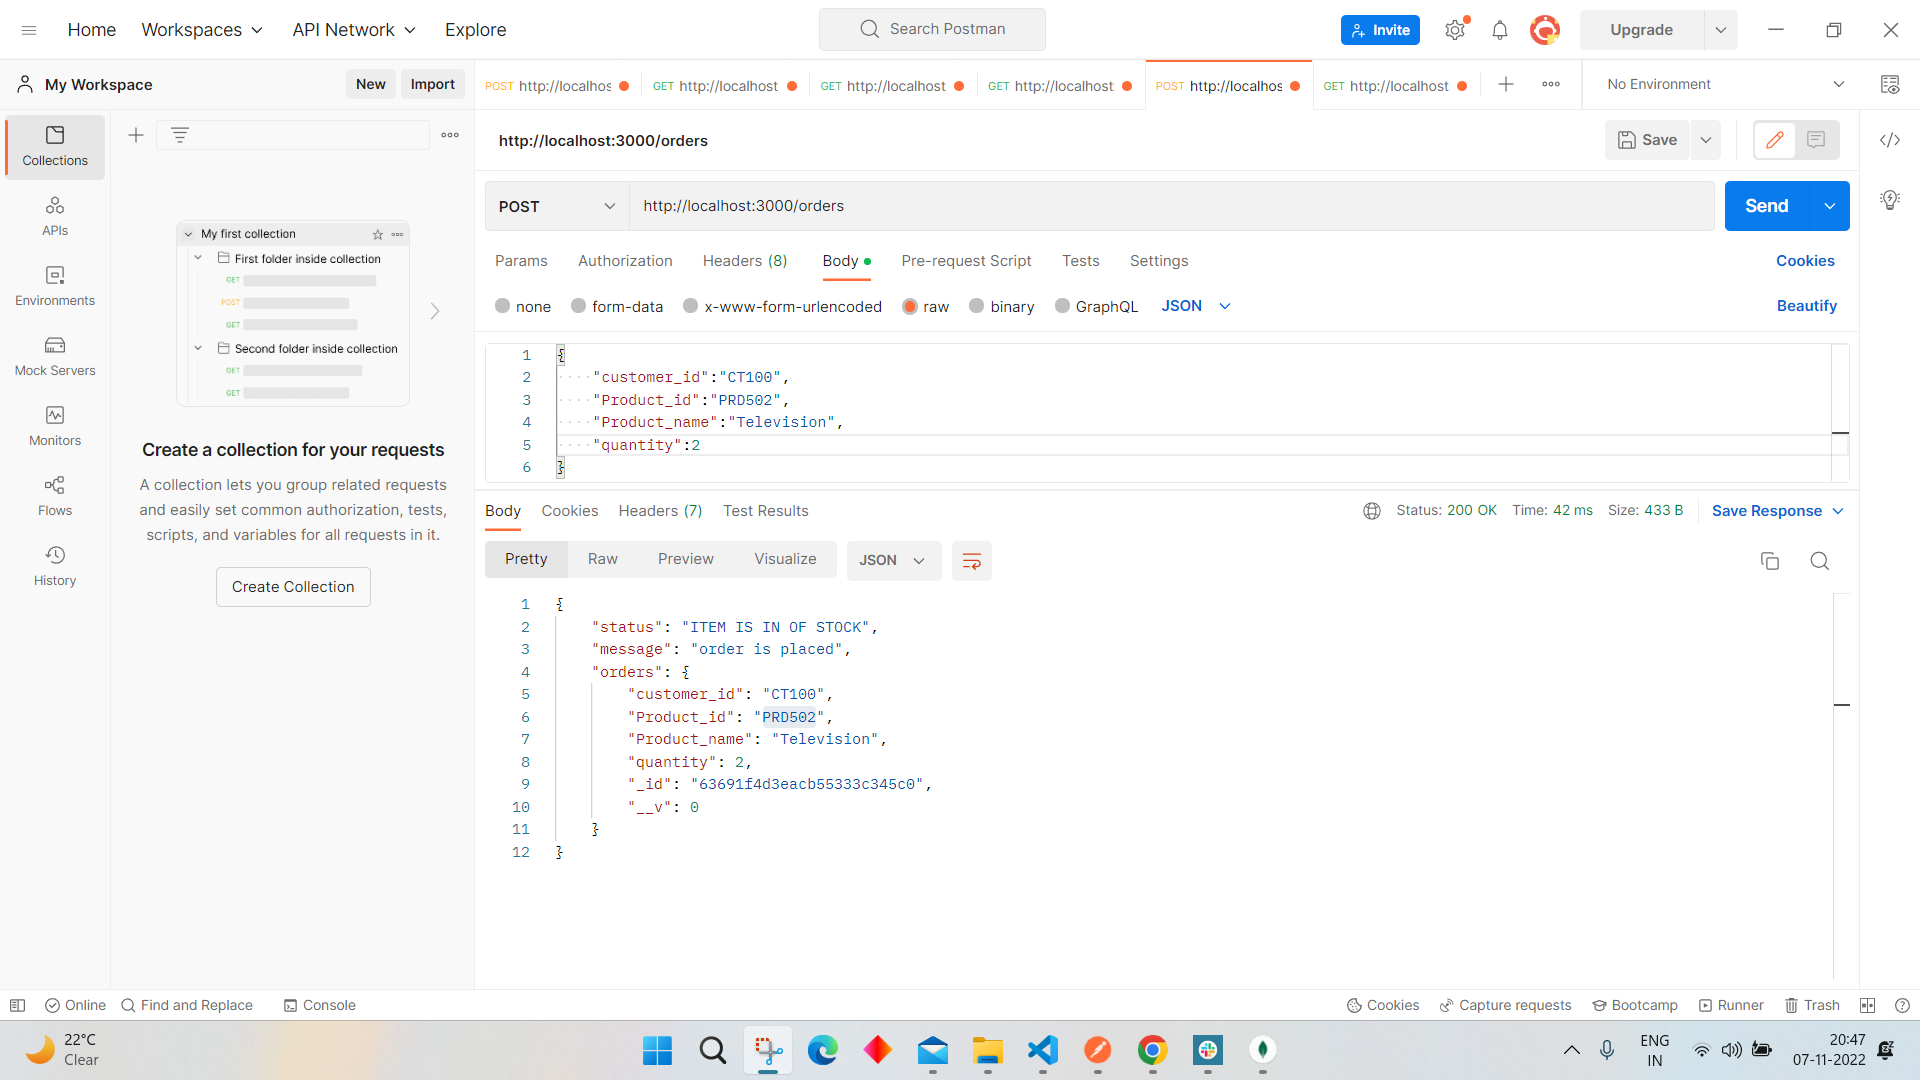 Home
Workspaces
API Network
Explore
Search Postman
Invite
Upgrade
My Workspace
New
Import
POST http://localhos
GET http://localhost
GET http://localhost
GET http://localhost:
POST http://localhos
GET http://localhost
No Environment
Collections
APIs
Environments
Mock Servers
Monitors
Flows
History
My first collection
First folder inside collection
GET
POST
GET
Second folder inside collection
GET
GET
Create a collection for your requests
A collection lets you group related requests
and easily set common authorization, tests,
scripts, and variables for all requests in it.
Create Collection
http://localhost:3000/orders
Save
POST
http://localhost:3000/orders
Send
Params
Authorization
Headers (8)
Body
Pre-request Script
Tests
Settings
Cookies
none
form-data
x-www-form-urlencoded
raw
binary
GraphQL
JSON
Beautify
1 {
2 "customer_id":"CT100",
3 "Product_id":"PRD502",
4 "Product_name":"Television",
5 "quantity":2
6 }
Body
Cookies
Headers (7)
Test Results
Status: 200 OK
Time: 42 ms
Size: 433 B
Save Response
Pretty
Raw
Preview
Visualize
JSON
1 {
2 "status": "ITEM IS IN OF STOCK",
3 "message": "order is placed",
4 "orders": {
5 "customer_id": "CT100",
6 "Product_id": "PRD502",
7 "Product_name": "Television",
8 "quantity": 2,
9 "_id": "63691f4d3eacb55333c345c0",
10 "__v": 0
11 }
12 }
Online
Find and Replace
Console
Cookies
Capture requests
Bootcamp
Runner
Trash
22°C
Clear
ENG
IN
20:47
07-11-2022